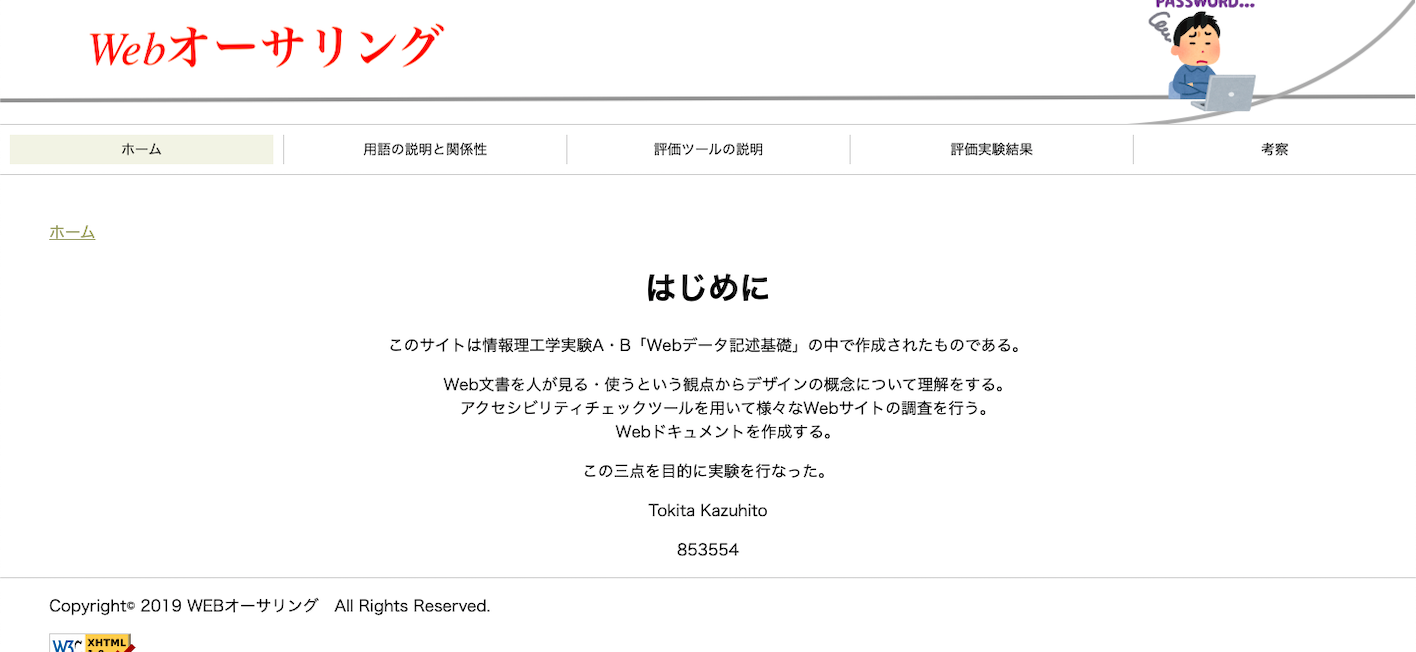 PASSWORD...
Webオーサリング
ホーム
用語の説明と関係性
評価ツールの説明
評価実験結果
考察
ホーム
はじめに
このサイトは情報理工学実験A・B「Webデータ記述基礎」の中で作成されたものである。
Web文書を人が見る・使うという観点からデザインの概念について理解をする。
アクセシビリティチェックツールを用いて様々なWebサイトの調査を行う。
Webドキュメントを作成する。
この三点を目的に実験を行なった。
Tokita Kazuhito
853554
Copyright© 2019 WEBオーサリング　All Rights Reserved.
W3C XHTML